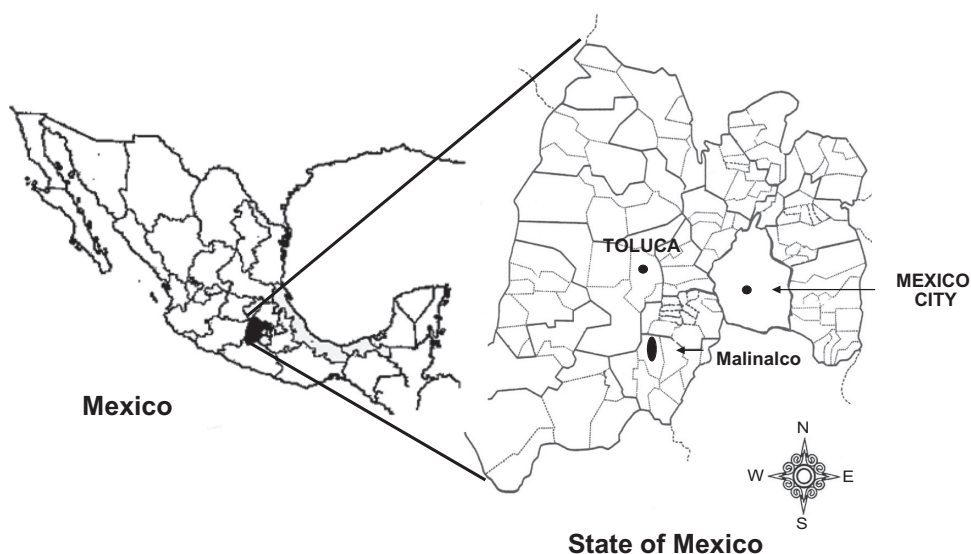 TOLUCA
MEXICO
CITY
Malinalco
Mexico
N
W E
S
State of Mexico